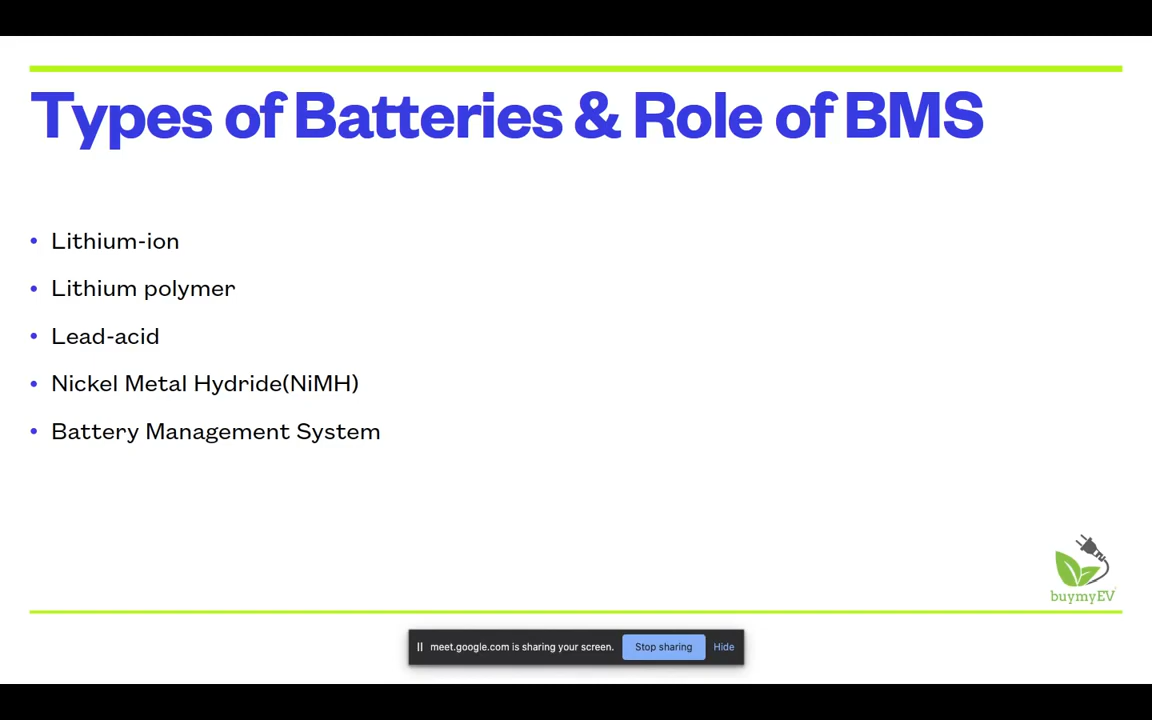 Types of Batteries & Role of BMS
• Lithium-ion
• Lithium polymer
• Lead-acid
• Nickel Metal Hydride(NiMH)
• Battery Management System
buymyEV
meet.google.com is sharing your screen. Stop sharing Hide